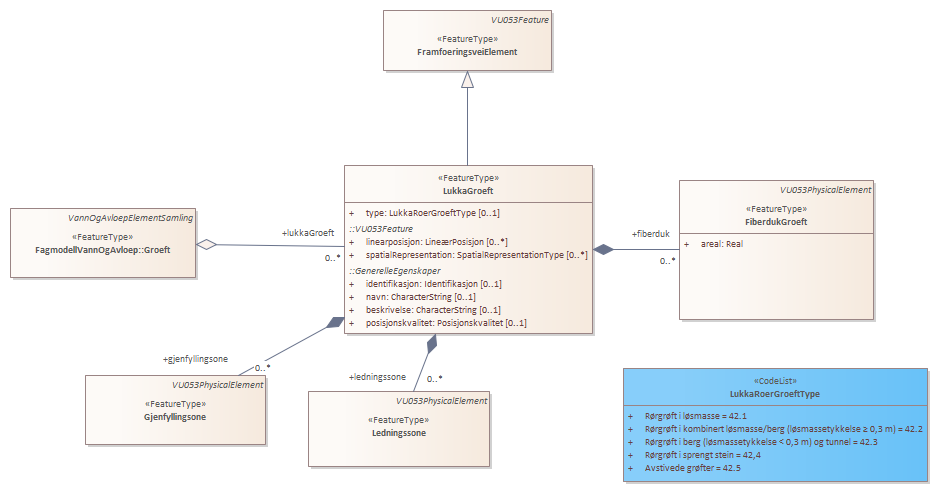 VU053Feature
«FeatureType»
FramfoeringsveiElement
«FeatureType»
LukkaGroeft
+ type: LukkaRoerGroeftType [0..1]
::VU053Feature
+ linearposisjon: LineærPosisjon [0..*]
+ spatialRepresentation: SpatialRepresentationType [0..*]
::GenerelleEgenskaper
+ identifikasjon: Identifikasjon [0..1]
+ navn: CharacterString [0..1]
+ beskrivelse: CharacterString [0..1]
+ posisjonskvalitet: Posisjonskvalitet [0..1]
VannOgAvloepElementSamling
«FeatureType»
FagmodellVannOgAvloep::Groeft
+lukkaGroeft
0..*
VU053PhysicalElement
«FeatureType»
FiberdukGroeft
+ areal: Real
+fiberduk
0..*
+gjenfyllingsone
0..*
VU053PhysicalElement
«FeatureType»
Gjenfyllingsone
+ledningssone
0..*
VU053PhysicalElement
«FeatureType»
Ledningssone
«CodeList»
LukkaRoerGroeftType
+ Rørgrøft i løsmasse = 42.1
+ Rørgrøft i kombinert løsmasse/berg (løsmassetykkelse ≥ 0,3 m) = 42.2
+ Rørgrøft i berg (løsmassetykkelse < 0,3 m) og tunnel = 42.3
+ Rørgrøft i sprengt stein = 42,4
+ Avstivede grøfter = 42.5